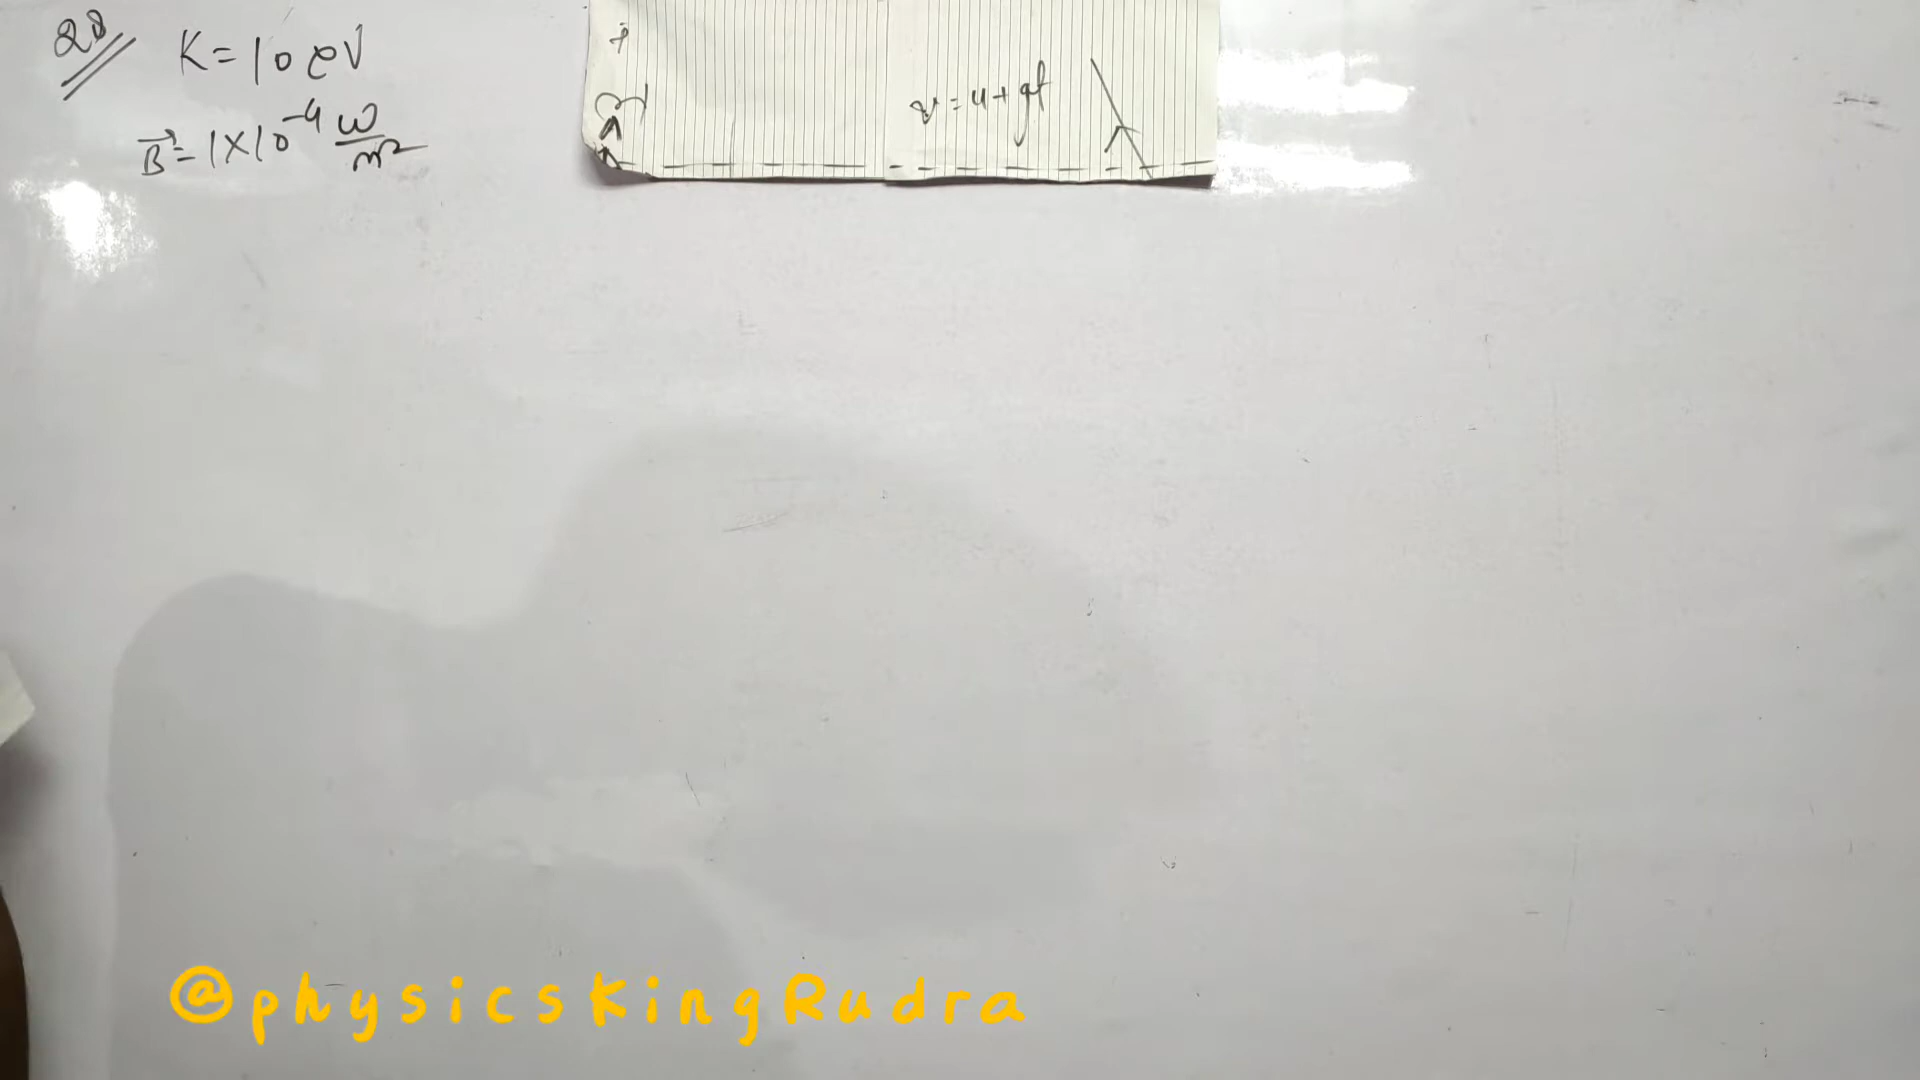 Q8
K = 10 eV
B⃗ = 1×10⁻⁴ w/m²
v = u + gt
@physicsKingRudra